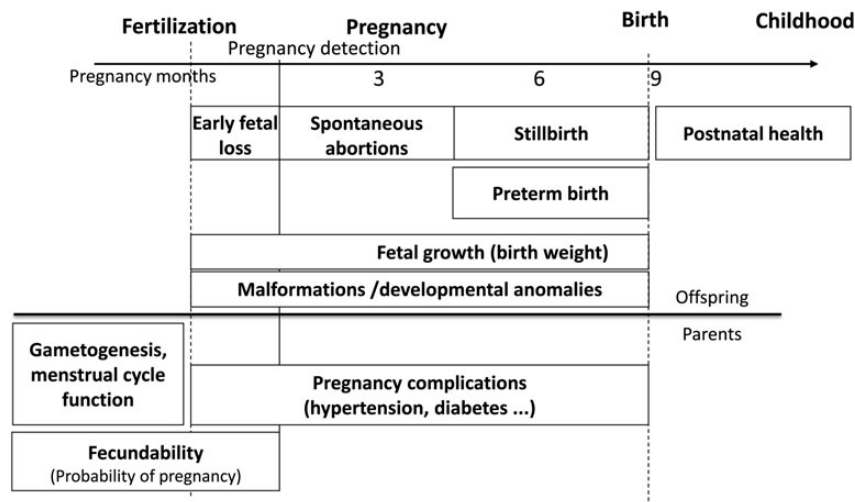 Fertilization Pregnancy Birth Childhood
Pregnancy detection
Pregnancy months 3 6 9
Early fetal
loss
Spontaneous
abortions
Stillbirth
Postnatal health
Preterm birth
Fetal growth (birth weight)
Malformations /developmental anomalies
Offspring
Parents
Gametogenesis,
menstrual cycle
function
Pregnancy complications
(hypertension, diabetes ...)
Fecundability
(Probability of pregnancy)